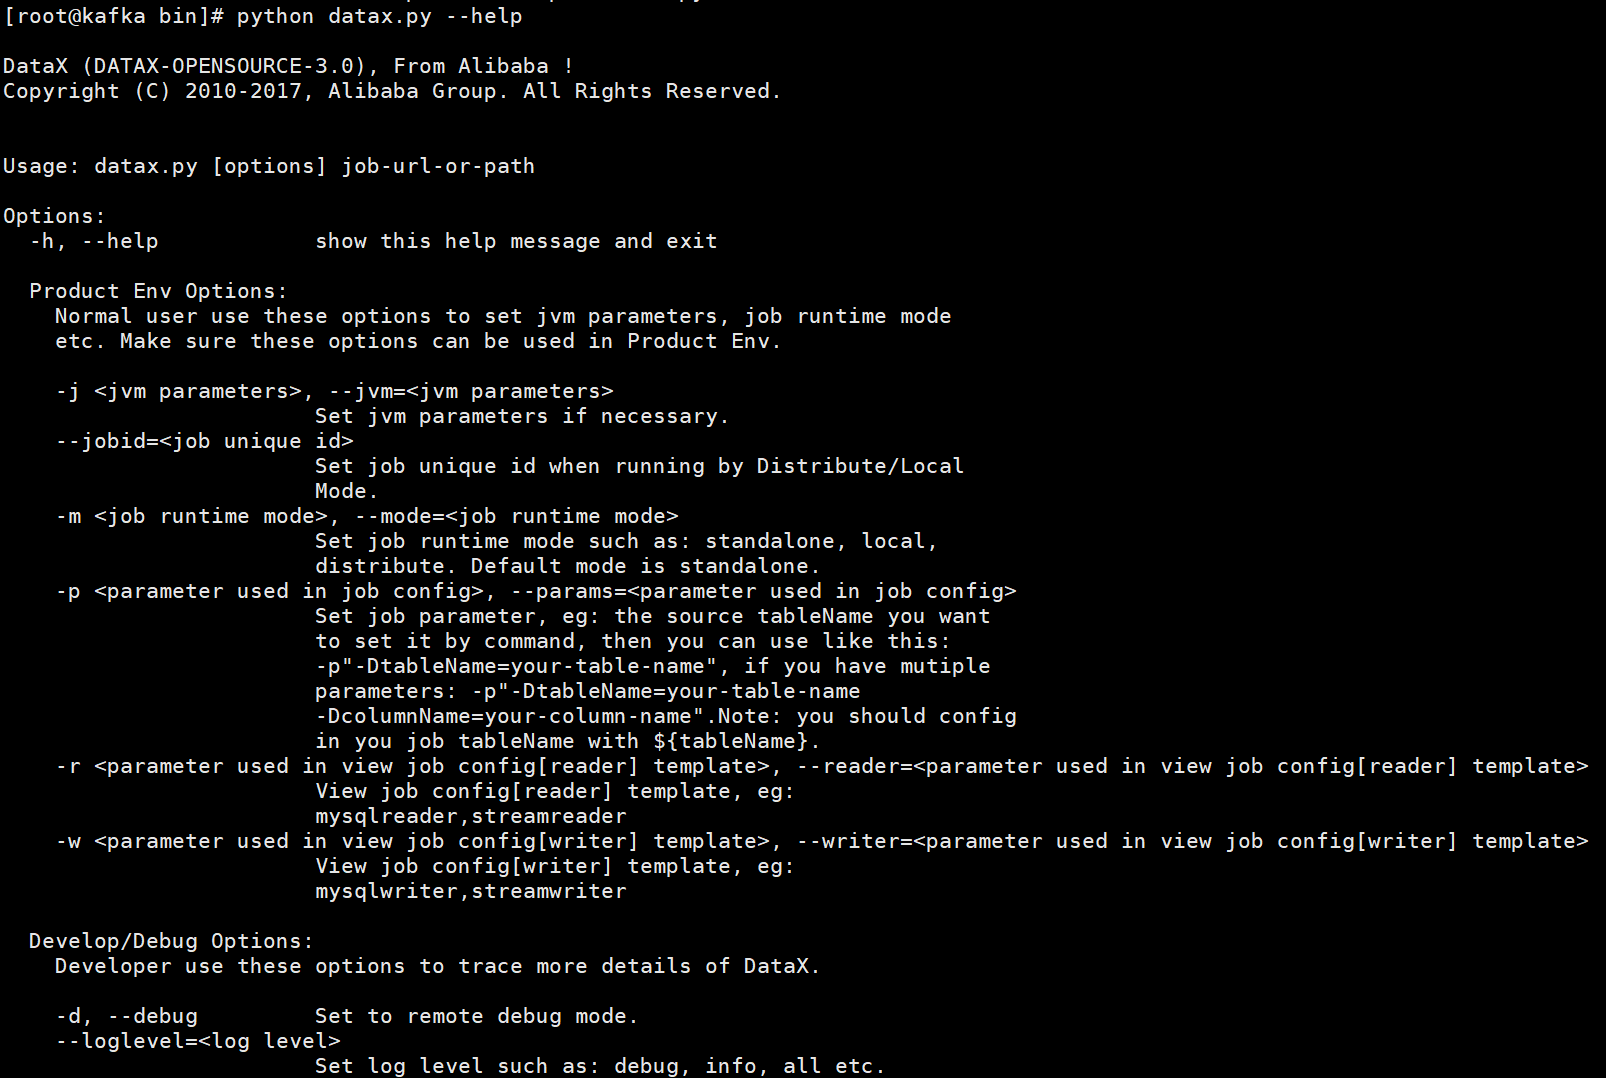 [root@kafka bin]# python datax.py --help
DataX (DATAX-OPENSOURCE-3.0), From Alibaba !
Copyright (C) 2010-2017, Alibaba Group. All Rights Reserved.
Usage: datax.py [options] job-url-or-path
Options:
-h, --help show this help message and exit
Product Env Options:
Normal user use these options to set jvm parameters, job runtime mode
etc. Make sure these options can be used in Product Env.
-j <jvm parameters>, --jvm=<jvm parameters>
Set jvm parameters if necessary.
--jobid=<job unique id>
Set job unique id when running by Distribute/Local
Mode.
-m <job runtime mode>, --mode=<job runtime mode>
Set job runtime mode such as: standalone, local,
distribute. Default mode is standalone.
-p <parameter used in job config>, --params=<parameter used in job config>
Set job parameter, eg: the source tableName you want
to set it by command, then you can use like this:
-p"-DtableName=your-table-name", if you have mutiple
parameters: -p"-DtableName=your-table-name
-DcolumnName=your-column-name".Note: you should config
in you job tableName with ${tableName}.
-r <parameter used in view job config[reader] template>, --reader=<parameter used in view job config[reader] template>
View job config[reader] template, eg:
mysqlreader,streamreader
-w <parameter used in view job config[writer] template>, --writer=<parameter used in view job config[writer] template>
View job config[writer] template, eg:
mysqlwriter,streamwriter
Develop/Debug Options:
Developer use these options to trace more details of DataX.
-d, --debug Set to remote debug mode.
--loglevel=<log level>
Set log level such as: debug, info, all etc.